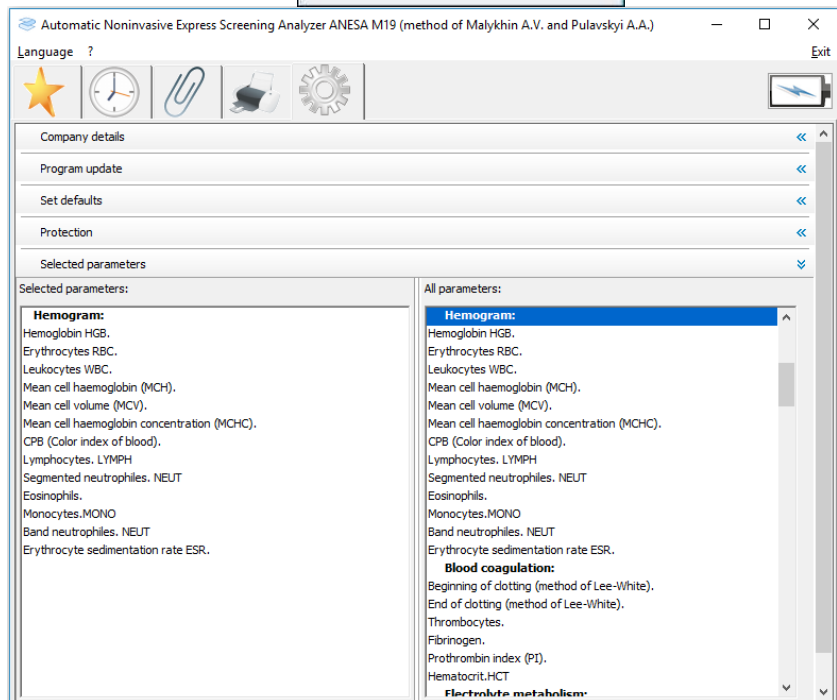 Automatic Noninvasive Express Screening Analyzer ANESA M19 (method of Malykhin A.V. and Pulavskyi A.A.)
Language ? Exit
Company details
Program update
Set defaults
Protection
Selected parameters
Selected parameters:
Hemogram:
Hemoglobin HGB.
Erythrocytes RBC.
Leukocytes WBC.
Mean cell haemoglobin (MCH).
Mean cell volume (MCV).
Mean cell haemoglobin concentration (MCHC).
CPB (Color index of blood).
Lymphocytes. LYMPH
Segmented neutrophiles. NEUT
Eosinophils.
Monocytes.MONO
Band neutrophiles. NEUT
Erythrocyte sedimentation rate ESR.
All parameters:
Hemogram:
Hemoglobin HGB.
Erythrocytes RBC.
Leukocytes WBC.
Mean cell haemoglobin (MCH).
Mean cell volume (MCV).
Mean cell haemoglobin concentration (MCHC).
CPB (Color index of blood).
Lymphocytes. LYMPH
Segmented neutrophiles. NEUT
Eosinophils.
Monocytes.MONO
Band neutrophiles. NEUT
Erythrocyte sedimentation rate ESR.
Blood coagulation:
Beginning of clotting (method of Lee-White).
End of clotting (method of Lee-White).
Thrombocytes.
Fibrinogen.
Prothrombin index (PI).
Hematocrit.HCT
Electrolyte metabolism: